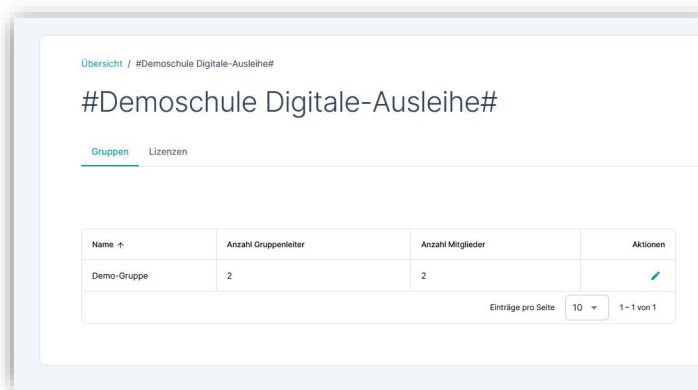 Übersicht / #Demoschule Digitale-Ausleihe#
#Demoschule Digitale-Ausleihe#
Gruppen Lizenzen
Name ↑ Anzahl Gruppenleiter Anzahl Mitglieder Aktionen
Demo-Gruppe 2 2
Einträge pro Seite 10 1–1 von 1